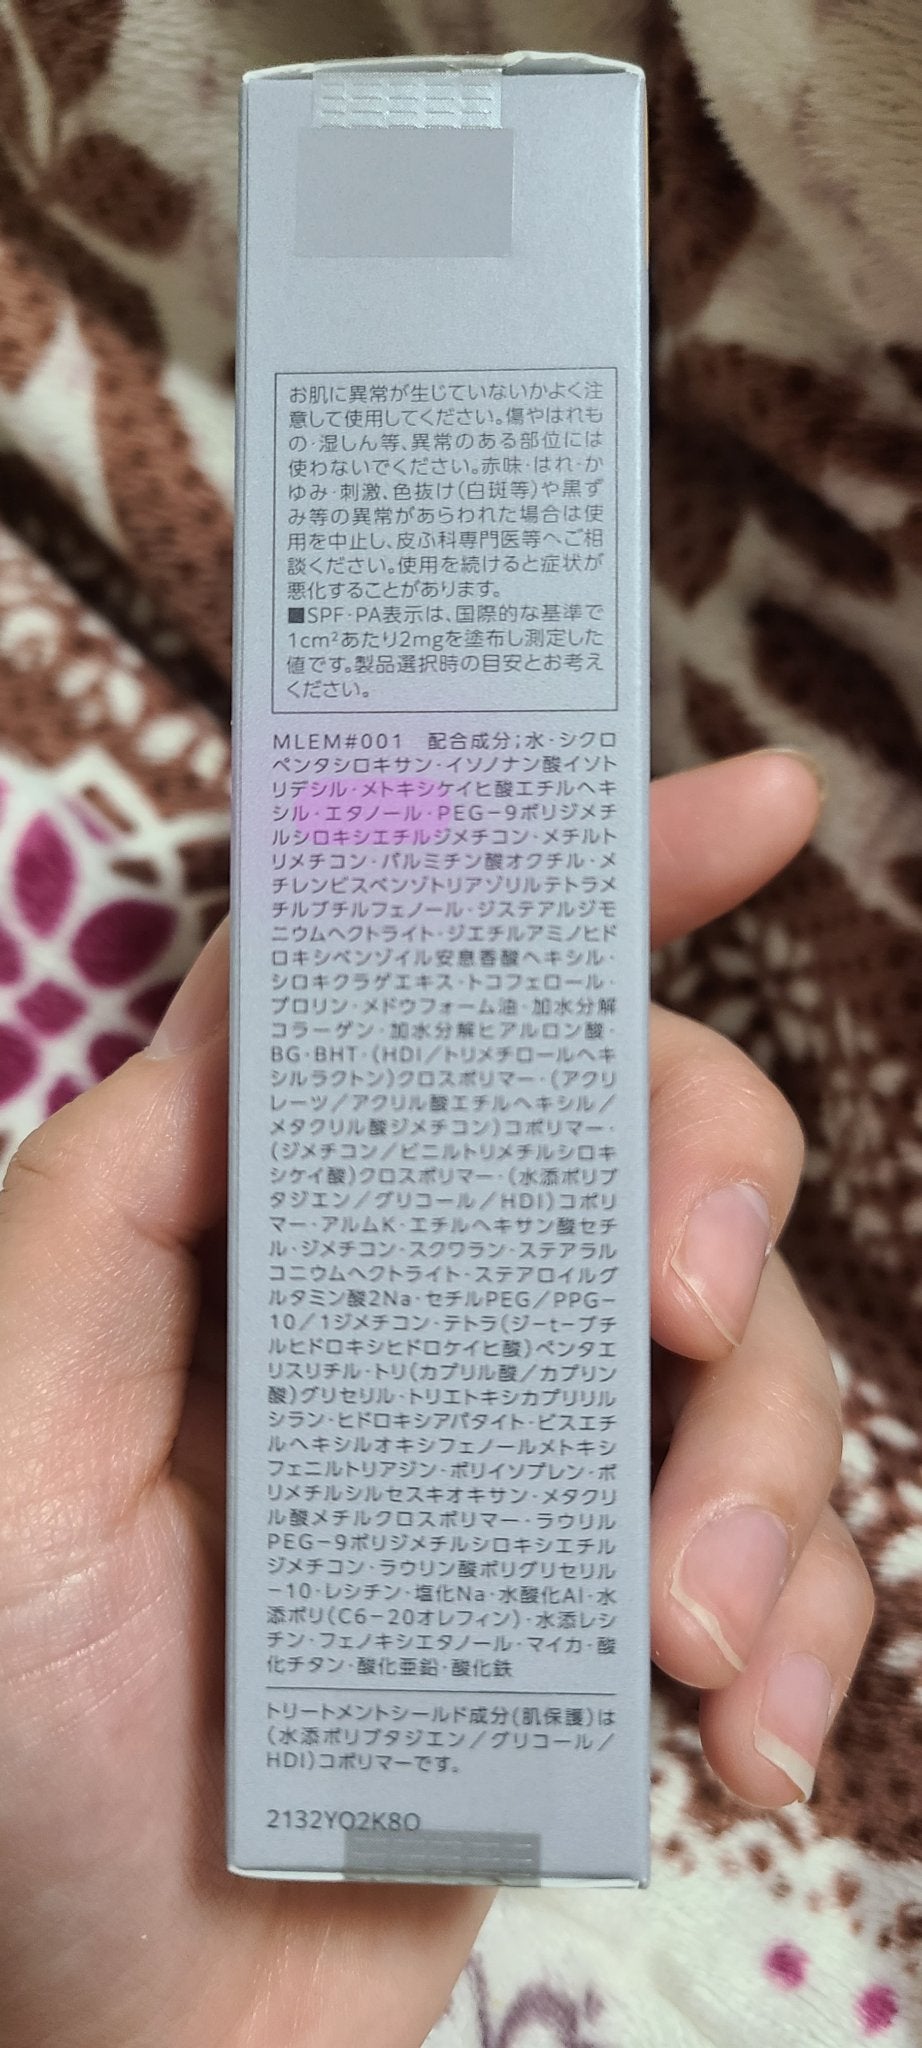 お肌に異常が生じていないかよく注
意して使用してください。傷やはれも
の・湿しん等、異常のある部位には
使わないでください。赤味・はれ・か
ゆみ・刺激、色抜け(白斑等)や黒ず
み等の異常があらわれた場合は使
用を中止し、皮ふ科専門医等へご相
談ください。使用を続けると症状が
悪化することがあります。
■SPF・PA表示は、国際的な基準で
1cm²あたり2mgを塗布し測定した
値です。製品選択時の目安とお考え
ください。
MLEM#001 配合成分；水・シクロ
ペンタシロキサン・イソノナン酸イソト
リデシル・メトキシケイヒ酸エチルヘキ
シル・エタノール・PEG−9ポリジメチ
ルシロキシエチルジメチコン・メチルト
リメチコン・パルミチン酸オクチル・メ
チレンビスベンゾトリアゾリルテトラメ
チルブチルフェノール・ジステアルジモ
ニウムヘクトライト・ジエチルアミノヒド
ロキシベンゾイル安息香酸ヘキシル・
シロキクラゲエキス・トコフェロール・
プロリン・メドウフォーム油・加水分解
コラーゲン・加水分解ヒアルロン酸・
BG・BHT・(HDI／トリメチロールヘキ
シルラクトン)クロスポリマー・(アクリ
レーツ／アクリル酸エチルヘキシル／
メタクリル酸ジメチコン)コポリマー・
(ジメチコン／ビニルトリメチルシロキ
シケイ酸)クロスポリマー・(水添ポリブ
タジエン／グリコール／HDI)コポリ
マー・アルムK・エチルヘキサン酸セチ
ル・ジメチコン・スクワラン・ステアラル
コニウムヘクトライト・ステアロイルグ
ルタミン酸2Na・セチルPEG／PPG−
10／1ジメチコン・テトラ(ジ−t−ブチ
ルヒドロキシヒドロケイヒ酸)ペンタエ
リスリチル・トリ(カプリル酸／カプリン
酸)グリセリル・トリエトキシカプリリル
シラン・ヒドロキシアパタイト・ビスエチ
ルヘキシルオキシフェノールメトキシ
フェニルトリアジン・ポリイソプレン・ポ
リメチルシルセスキオキサン・メタクリ
ル酸メチルクロスポリマー・ラウリル
PEG−9ポリジメチルシロキシエチル
ジメチコン・ラウリン酸ポリグリセリル
−10・レシチン・塩化Na・水酸化Al・水
添ポリ(C6−20オレフィン)・水添レシ
チン・フェノキシエタノール・マイカ・酸
化チタン・酸化亜鉛・酸化鉄
トリートメントシールド成分(肌保護)は
(水添ポリブタジエン／グリコール／
HDI)コポリマーです。
2132YO2K8O